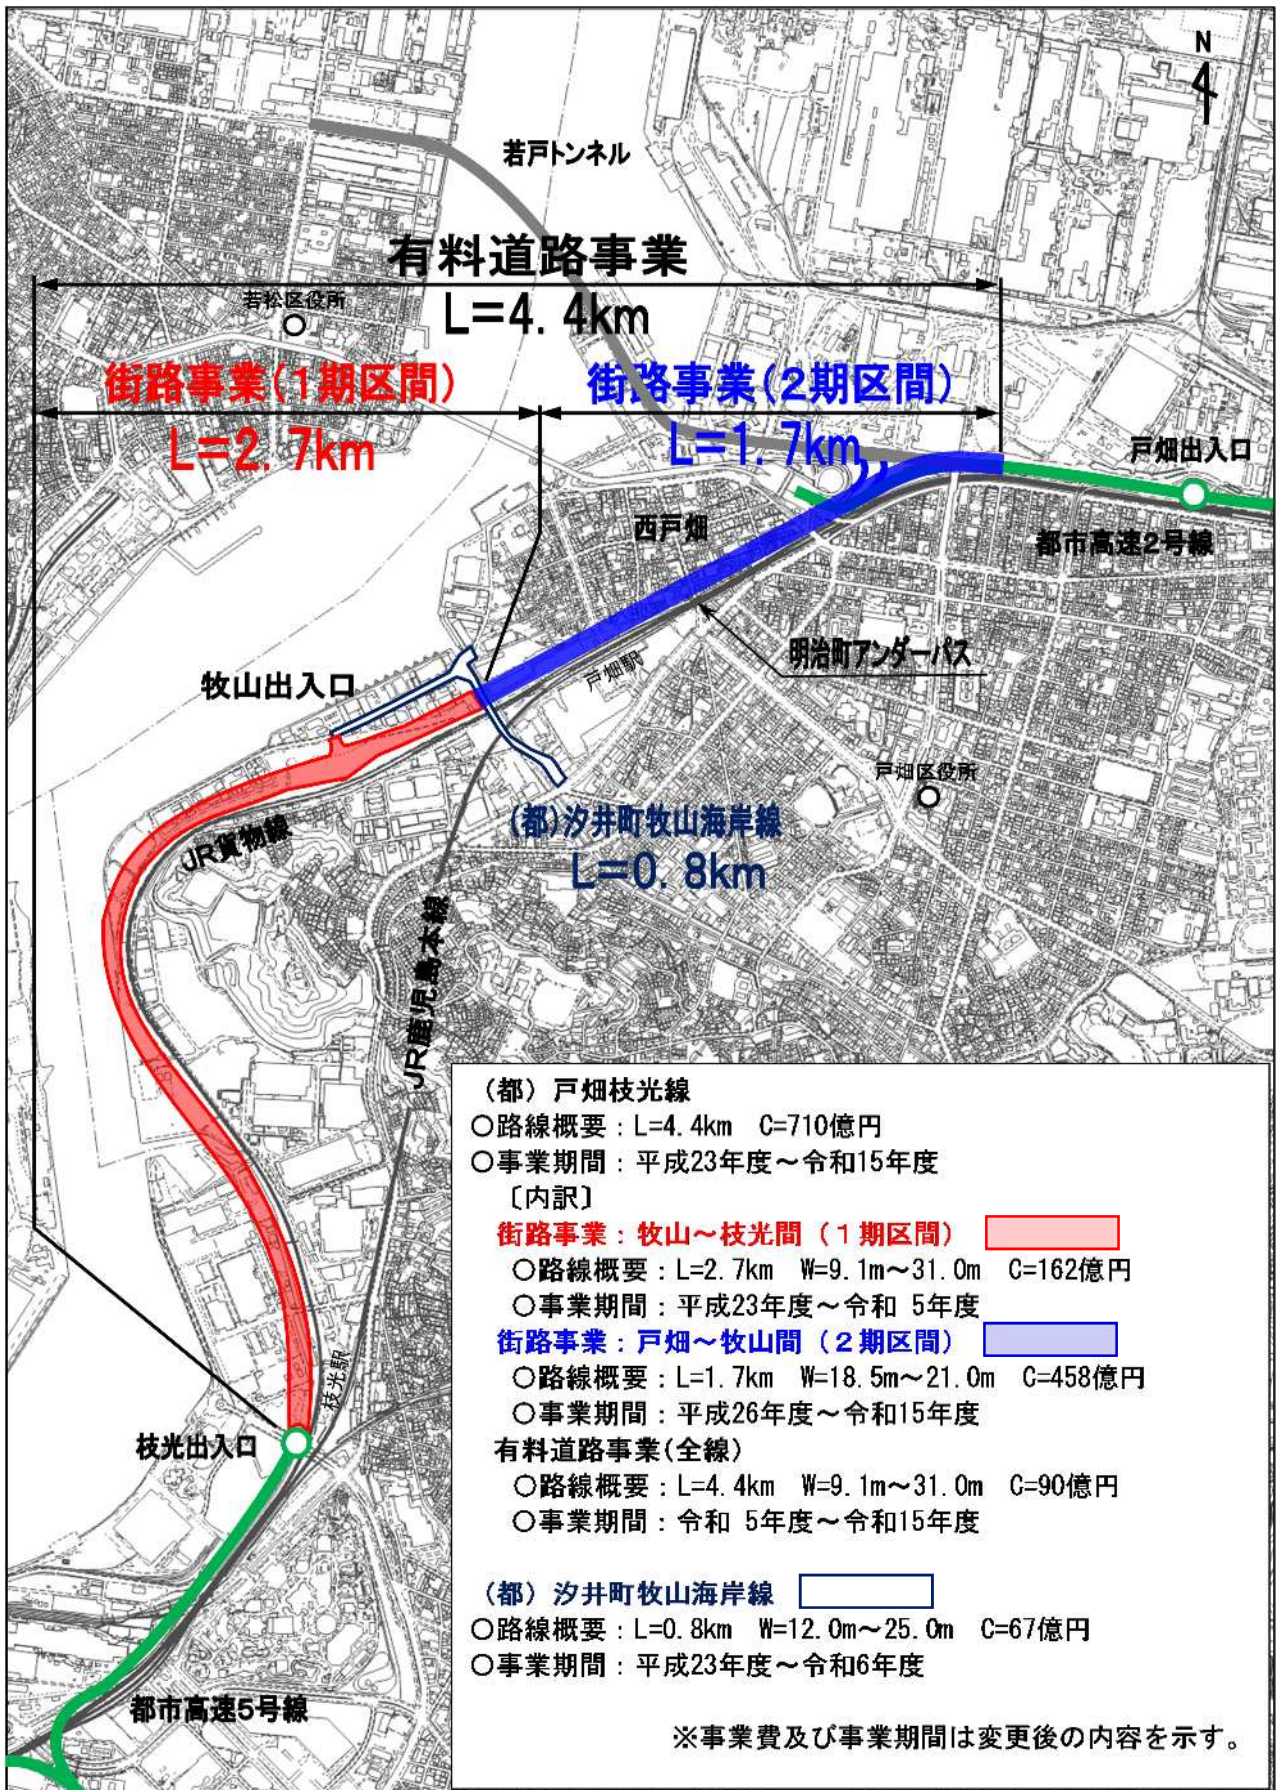 N
若戸トンネル
有料道路事業
L=4.4km
若松区役所
街路事業(1期区間)
L=2.7km
街路事業(2期区間)
L=1.7km
戸畑出入口
都市高速2号線
西戸畑
明治町アンダーパス
戸畑駅
牧山出入口
戸畑区役所
(都)汐井町牧山海岸線
L=0.8km
JR貨物線
JR鹿児島本線
枝光駅
枝光出入口
都市高速5号線
(都)戸畑枝光線
○路線概要:L=4.4km C=710億円
○事業期間:平成23年度~令和15年度
〔内訳〕
街路事業:牧山~枝光間(1期区間)
○路線概要:L=2.7km W=9.1m~31.0m C=162億円
○事業期間:平成23年度~令和 5年度
街路事業:戸畑~牧山間(2期区間)
○路線概要:L=1.7km W=18.5m~21.0m C=458億円
○事業期間:平成26年度~令和15年度
有料道路事業(全線)
○路線概要:L=4.4km W=9.1m~31.0m C=90億円
○事業期間:令和 5年度~令和15年度
(都)汐井町牧山海岸線
○路線概要:L=0.8km W=12.0m~25.0m C=67億円
○事業期間:平成23年度~令和6年度
※事業費及び事業期間は変更後の内容を示す。